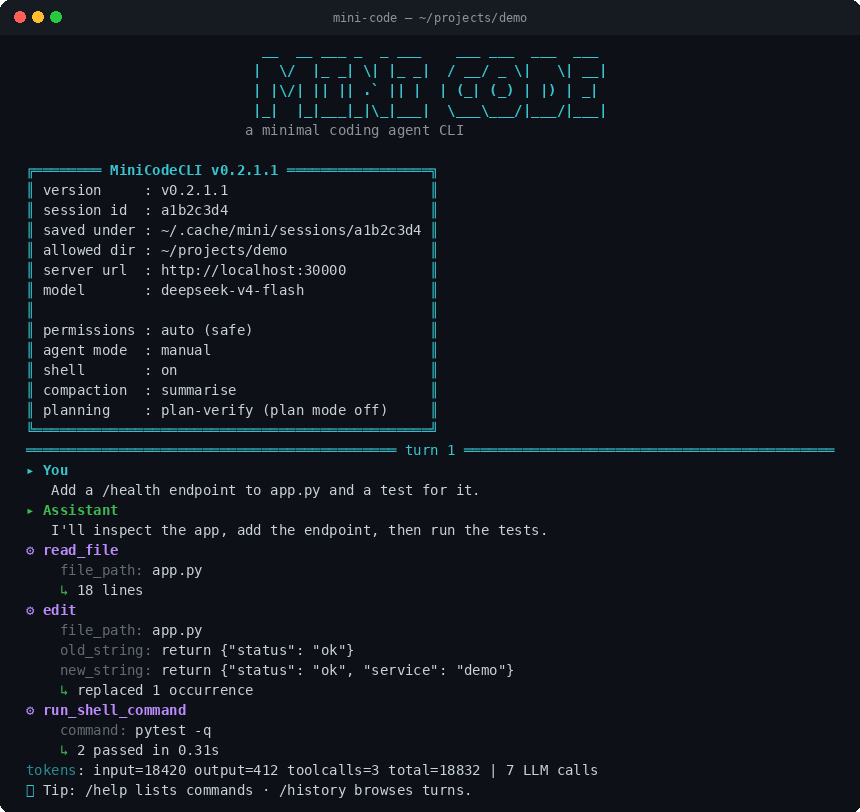 mini-code — ~/projects/demo
MINI CODE
a minimal coding agent CLI
MiniCodeCLI v0.2.1.1
version : v0.2.1.1
session id : a1b2c3d4
saved under : ~/.cache/mini/sessions/a1b2c3d4
allowed dir : ~/projects/demo
server url : http://localhost:30000
model : deepseek-v4-flash
permissions : auto (safe)
agent mode : manual
shell : on
compaction : summarise
planning : plan-verify (plan mode off)
turn 1
▸ You
Add a /health endpoint to app.py and a test for it.
▸ Assistant
I'll inspect the app, add the endpoint, then run the tests.
⚙ read_file
file_path: app.py
↳ 18 lines
⚙ edit
file_path: app.py
old_string: return {"status": "ok"}
new_string: return {"status": "ok", "service": "demo"}
↳ replaced 1 occurrence
⚙ run_shell_command
command: pytest -q
↳ 2 passed in 0.31s
tokens: input=18420 output=412 toolcalls=3 total=18832 | 7 LLM calls
Tip: /help lists commands · /history browses turns.